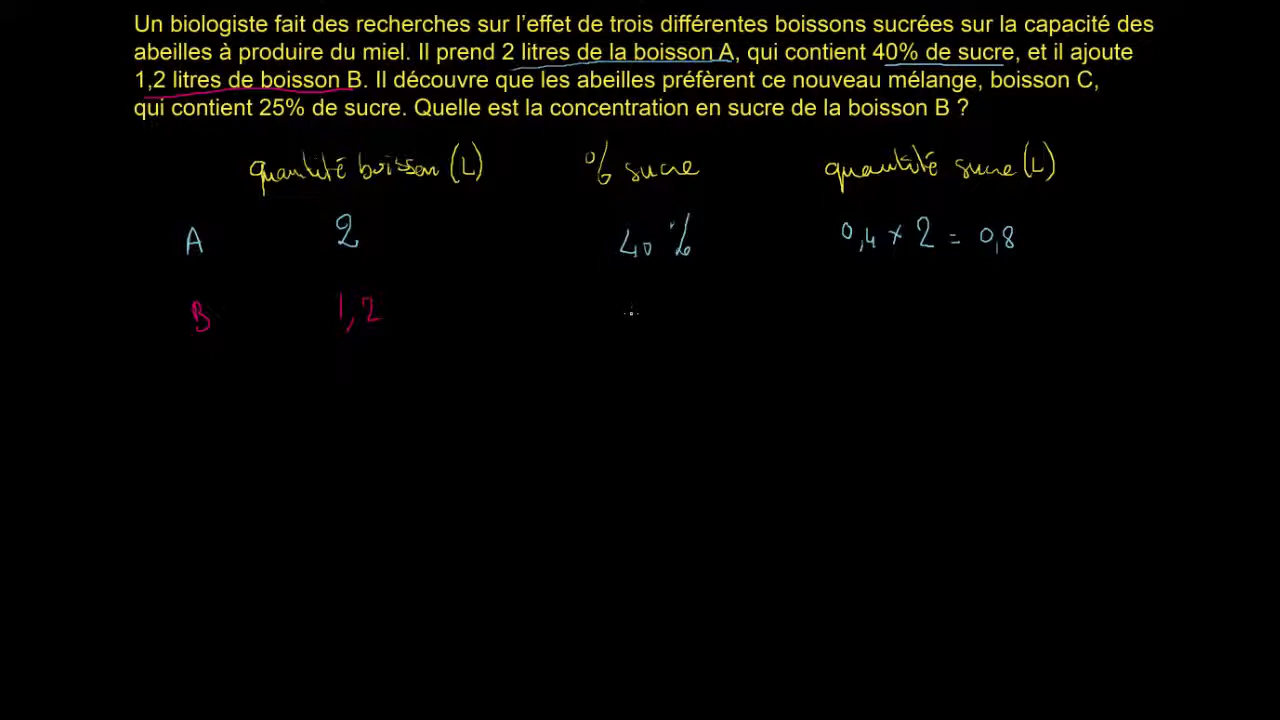 Un biologiste fait des recherches sur l’effet de trois différentes boissons sucrées sur la capacité des
abeilles à produire du miel. Il prend 2 litres de la boisson A, qui contient 40% de sucre, et il ajoute
1,2 litres de boisson B. Il découvre que les abeilles préfèrent ce nouveau mélange, boisson C,
qui contient 25% de sucre. Quelle est la concentration en sucre de la boisson B ?
quantité boisson (L) % sucre quantité sucre (L)
A 2 40 % 0,4 × 2 = 0,8
B 1,2